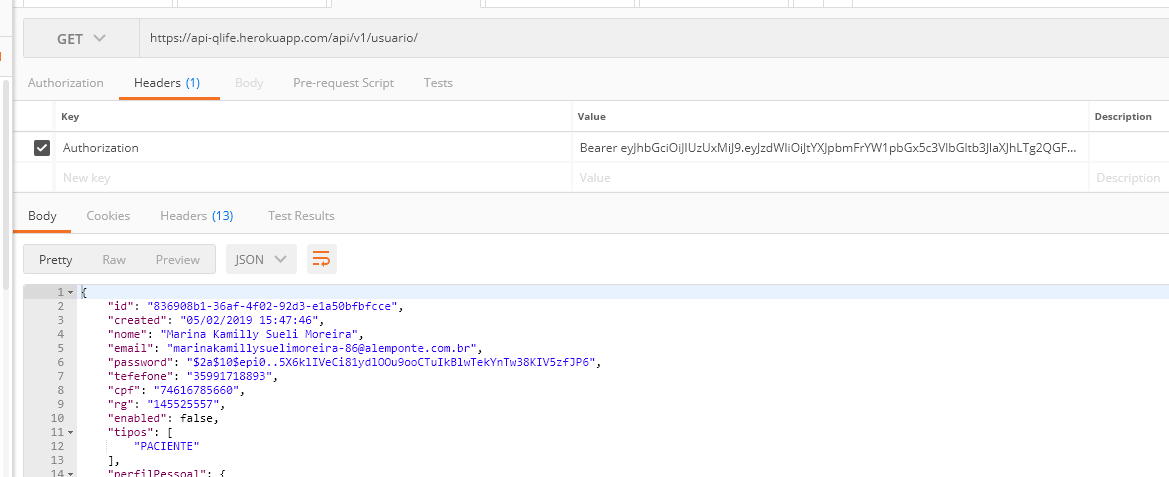 GET https://api-qlife.herokuapp.com/api/v1/usuario/
Authorization Headers (1) Body Pre-request Script Tests
Key Value Description
Authorization Bearer eyJhbGciOiJIUzUxMiJ9.eyJzdWIiOiJtYXJpbmFrYW1pbGx5c3VlbGltb3JlaXJhLTg2QGF...
New key Value Description
Body Cookies Headers (13) Test Results
Pretty Raw Preview JSON
1 {
2 "id": "836908b1-36af-4f02-92d3-e1a50bfbfcce",
3 "created": "05/02/2019 15:47:46",
4 "nome": "Marina Kamilly Sueli Moreira",
5 "email": "marinakamillysuelimoreira-86@alemponte.com.br",
6 "password": "$2a$10$epi0..5X6klIVeCi81ydlOOu9ooCTuIkBlwTekYnTw38KIV5zfJP6",
7 "tefefone": "35991718893",
8 "cpf": "74616785660",
9 "rg": "145525557",
10 "enabled": false,
11 "tipos": [
12 "PACIENTE"
13 ],
14 "perfilPessoal": {